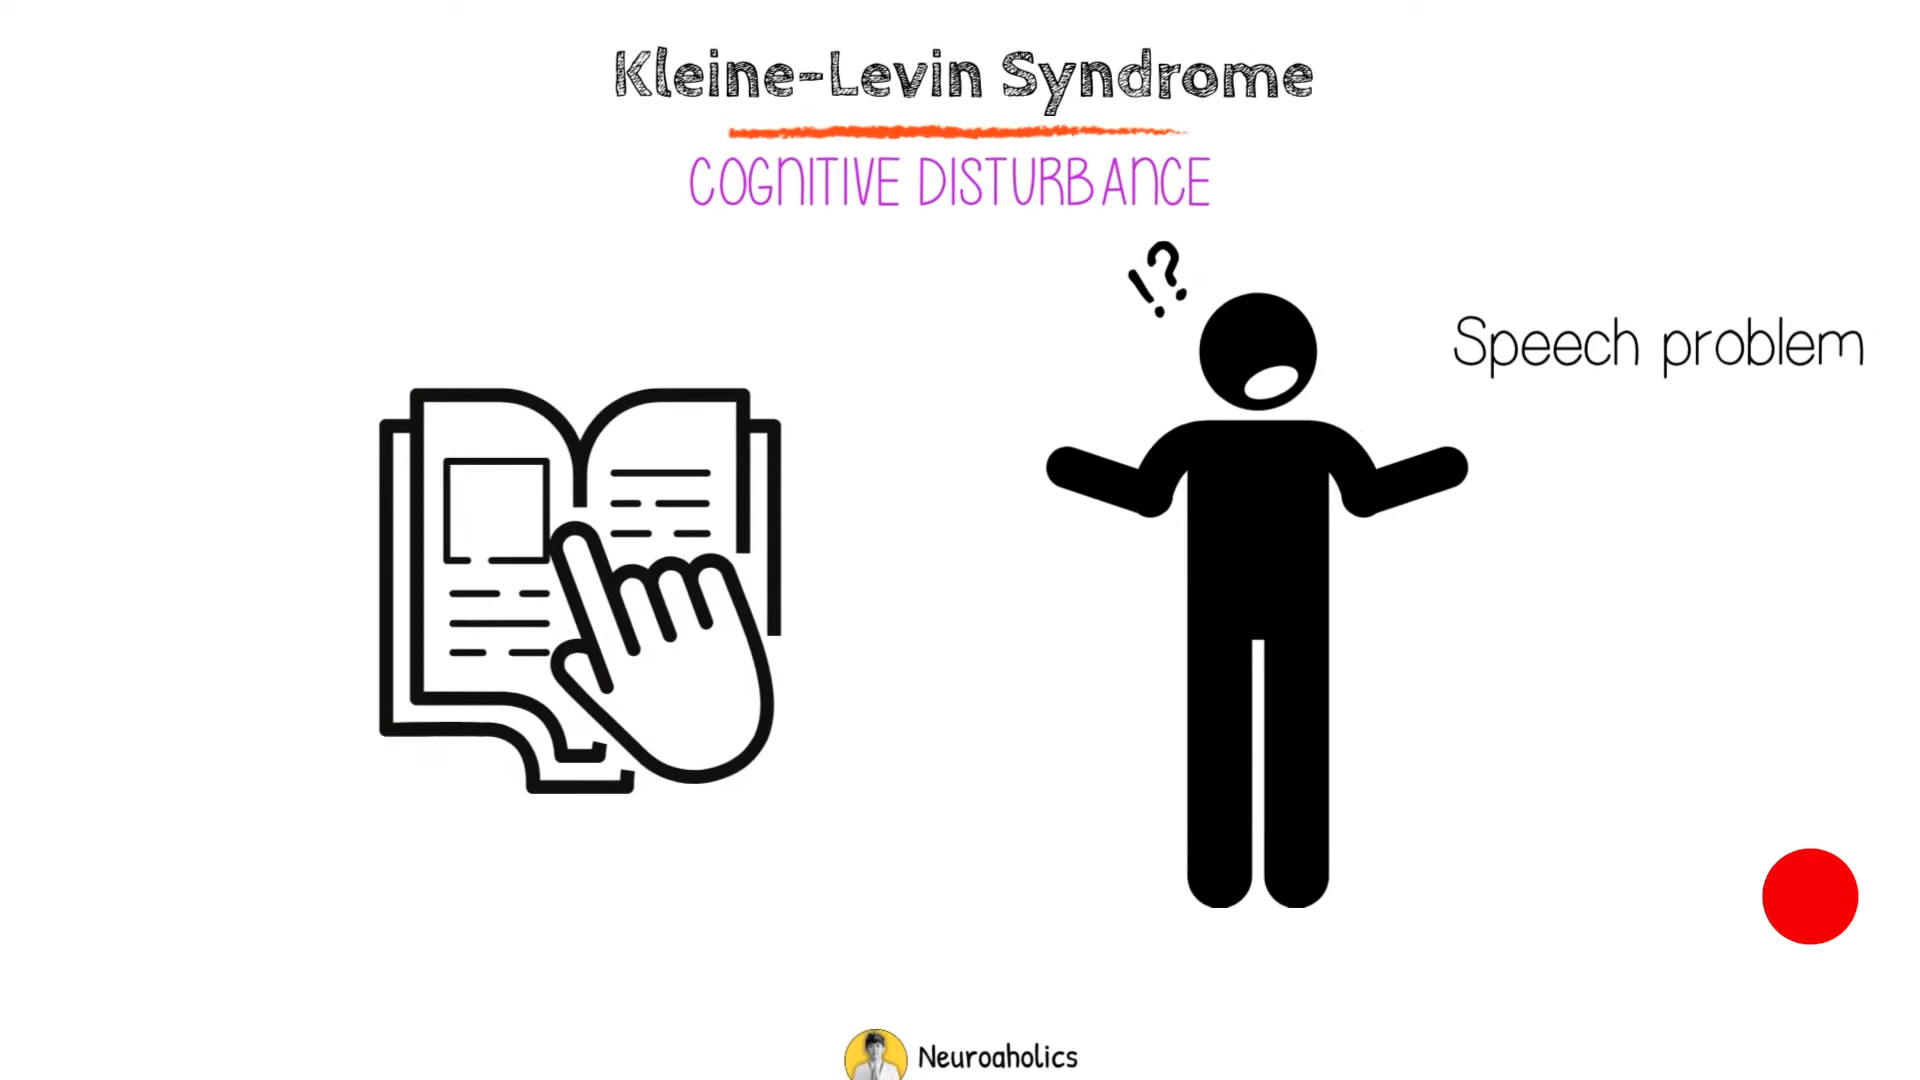 Kleine-Levin Syndrome
COGNITIVE DISTURBANCE
!?
Speech problem
Neuroaholics